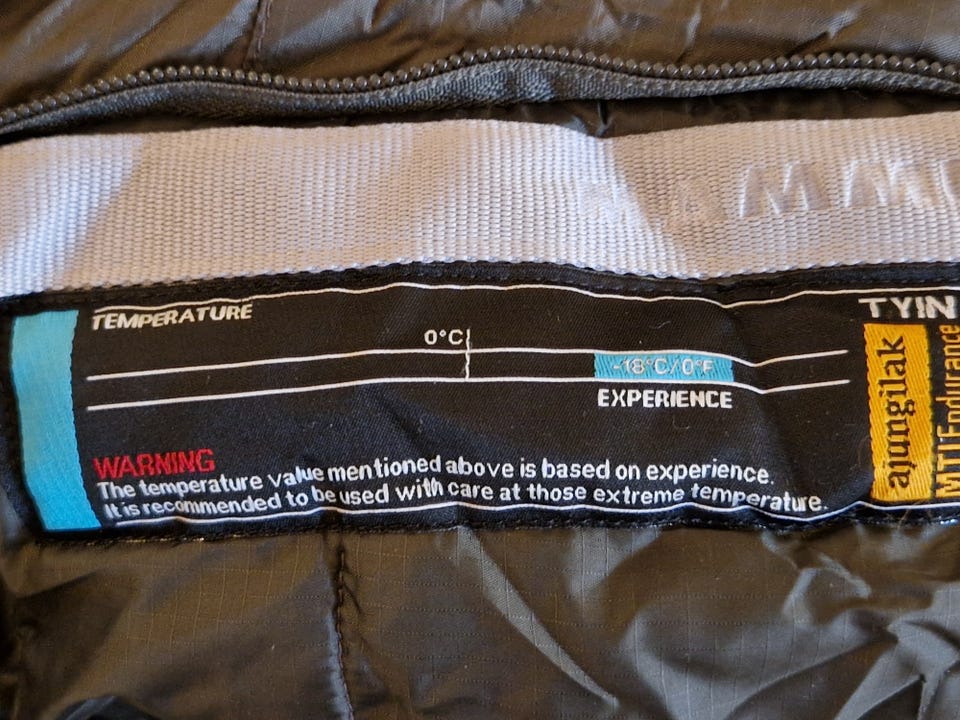 MAMMU
TEMPERATURE
0°C
-18°C/0°F
EXPERIENCE
WARNING
The temperature value mentioned above is based on experience.
It is recommended to be used with care at those extreme temperature.
TYIN
ajungilak
MTI Endurance